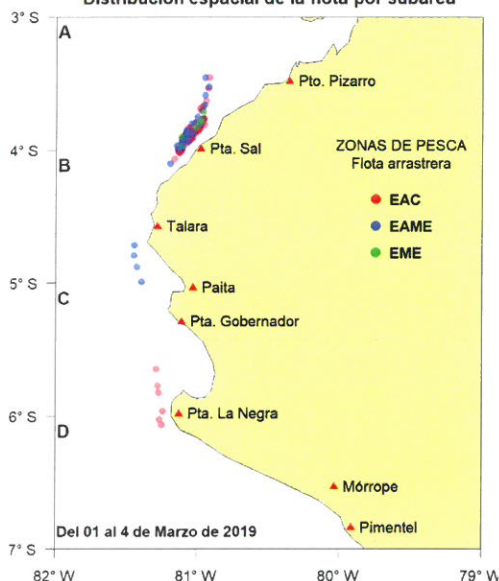 Distribución espacial de la flota por subárea
3° S
A
Pto. Pizarro
ZONAS DE PESCA
Flota arrastrera
4° S
Pta. Sal
B
EAC
EAME
Talara
EME
5° S
Paita
C
Pta. Gobernador
6° S
Pta. La Negra
D
Mórrope
Del 01 al 4 de Marzo de 2019
Pimentel
7° S
82° W
81° W
80° W
79° W